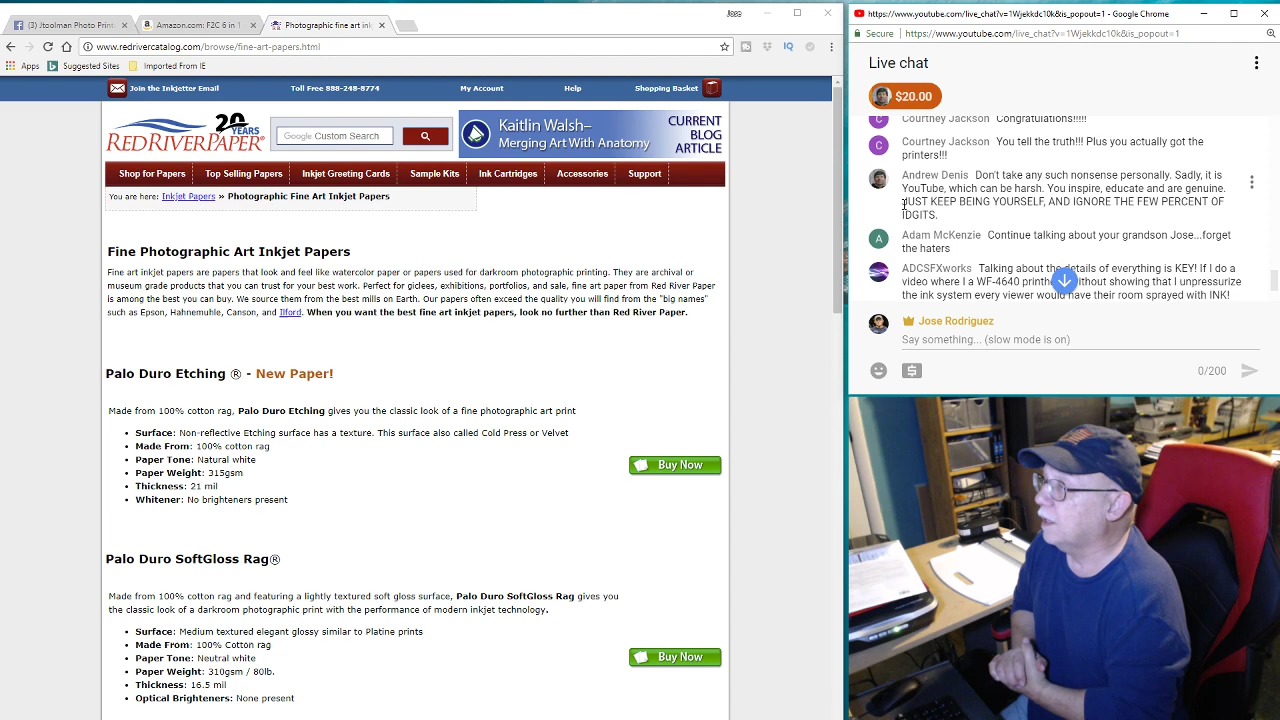 (3) Jtoolman Photo Print
Amazon.com: F2C 6 in 1
Photographic fine art ink
Jose
www.redrivercatalog.com/browse/fine-art-papers.html
IQ
Apps
Suggested Sites
Imported From IE
Join the Inkjetter Email
Toll Free 888-248-8774
My Account
Help
Shopping Basket
20
YEARS
REDRIVERPAPER
Google Custom Search
Kaitlin Walsh–
Merging Art With Anatomy
CURRENT
BLOG
ARTICLE
Shop for Papers
Top Selling Papers
Inkjet Greeting Cards
Sample Kits
Ink Cartridges
Accessories
Support
You are here: Inkjet Papers » Photographic Fine Art Inkjet Papers
Fine Photographic Art Inkjet Papers
Fine art inkjet papers are papers that look and feel like watercolor paper or papers used for darkroom photographic printing. They are archival or
museum grade products that you can trust for your best work. Perfect for giclees, exhibitions, portfolios, and sale, fine art paper from Red River Paper
is among the best you can buy. We source them from the best mills on Earth. Our papers often exceed the quality you will find from the "big names"
such as Epson, Hahnemuhle, Canson, and Ilford. When you want the best fine art inkjet papers, look no further than Red River Paper.
Palo Duro Etching ® - New Paper!
Made from 100% cotton rag, Palo Duro Etching gives you the classic look of a fine photographic art print
• Surface: Non-reflective Etching surface has a texture. This surface also called Cold Press or Velvet
• Made From: 100% cotton rag
• Paper Tone: Natural white
• Paper Weight: 315gsm
• Thickness: 21 mil
• Whitener: No brighteners present
Buy Now
Palo Duro SoftGloss Rag®
Made from 100% cotton rag and featuring a lightly textured soft gloss surface, Palo Duro SoftGloss Rag gives you
the classic look of a darkroom photographic print with the performance of modern inkjet technology.
• Surface: Medium textured elegant glossy similar to Platine prints
• Made From: 100% Cotton rag
• Paper Tone: Neutral white
• Paper Weight: 310gsm / 80lb.
• Thickness: 16.5 mil
• Optical Brighteners: None present
Buy Now
https://www.youtube.com/live_chat?v=1Wjekkdc10k&is_popout=1 - Google Chrome
Secure
https://www.youtube.com/live_chat?v=1Wjekkdc10k&is_popout=1
Live chat
$20.00
C Courtney Jackson Congratulations!!!!!
C Courtney Jackson You tell the truth!!! Plus you actually got the
printers!!!
Andrew Denis Don't take any such nonsense personally. Sadly, it is
YouTube, which can be harsh. You inspire, educate and are genuine.
JUST KEEP BEING YOURSELF, AND IGNORE THE FEW PERCENT OF
IDGITS.
A Adam McKenzie Continue talking about your grandson Jose...forget
the haters
ADCSFXworks Talking about the details of everything is KEY! If I do a
video where I a WF-4640 printhead without showing that I unpressurize
the ink system every viewer would have their room sprayed with INK!
Jose Rodriguez
Say something... (slow mode is on)
0/200